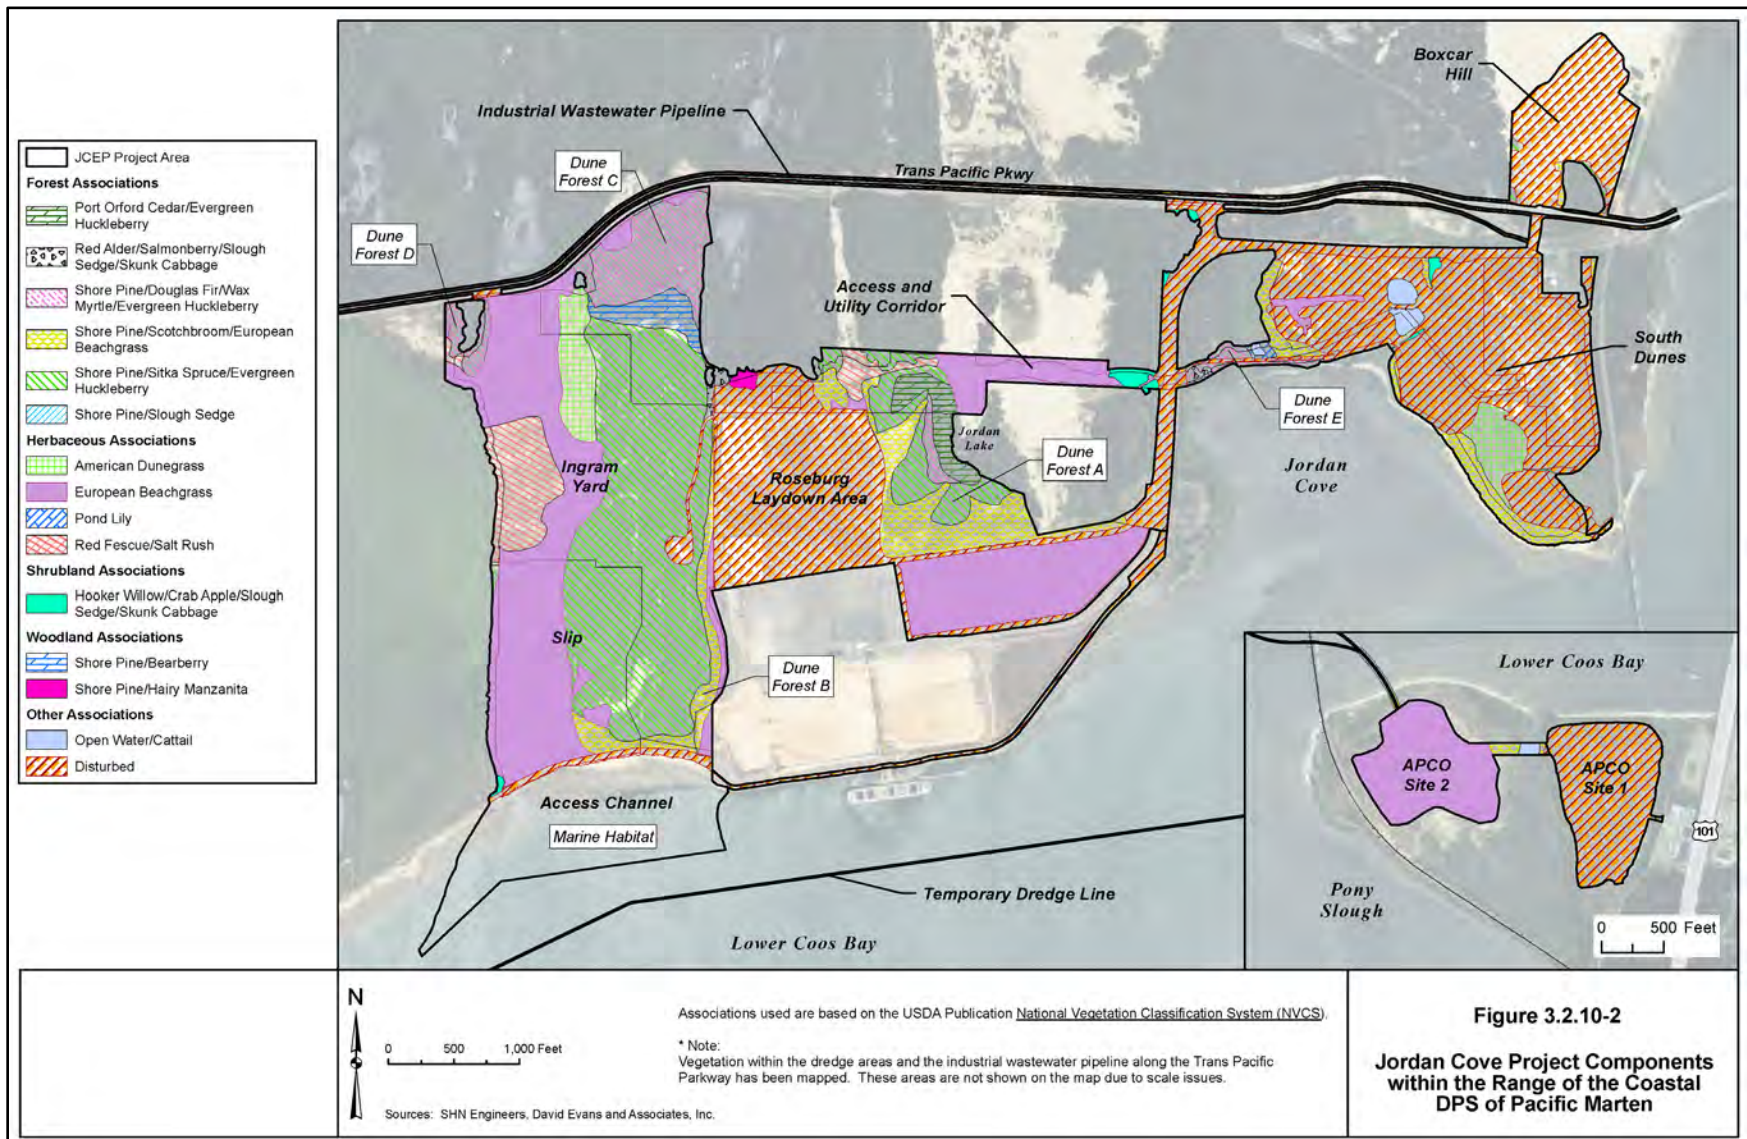 JCEP Project Area
Forest Associations
Port Orford Cedar/Evergreen
Huckleberry
Red Alder/Salmonberry/Slough
Sedge/Skunk Cabbage
Shore Pine/Douglas Fir/Wax
Myrtle/Evergreen Huckleberry
Shore Pine/Scotchbroom/European
Beachgrass
Shore Pine/Sitka Spruce/Evergreen
Huckleberry
Shore Pine/Slough Sedge
Herbaceous Associations
American Dunegrass
European Beachgrass
Pond Lily
Red Fescue/Salt Rush
Shrubland Associations
Hooker Willow/Crab Apple/Slough
Sedge/Skunk Cabbage
Woodland Associations
Shore Pine/Bearberry
Shore Pine/Hairy Manzanita
Other Associations
Open Water/Cattail
Disturbed
Boxcar
Hill
Industrial Wastewater Pipeline
Trans Pacific Pkwy
Dune
Forest C
Dune
Forest D
Access and
Utility Corridor
South
Dunes
Dune
Forest E
Jordan
Lake
Dune
Forest A
Jordan
Cove
Ingram
Yard
Roseburg
Laydown Area
Slip
Dune
Forest B
Access Channel
Marine Habitat
Temporary Dredge Line
Lower Coos Bay
Lower Coos Bay
APCO
Site 2
APCO
Site 1
101
Pony
Slough
0 500 Feet
N
0 500 1,000 Feet
Sources: SHN Engineers, David Evans and Associates, Inc.
Associations used are based on the USDA Publication National Vegetation Classification System (NVCS).
* Note:
Vegetation within the dredge areas and the industrial wastewater pipeline along the Trans Pacific
Parkway has been mapped. These areas are not shown on the map due to scale issues.
Figure 3.2.10-2
Jordan Cove Project Components
within the Range of the Coastal
DPS of Pacific Marten